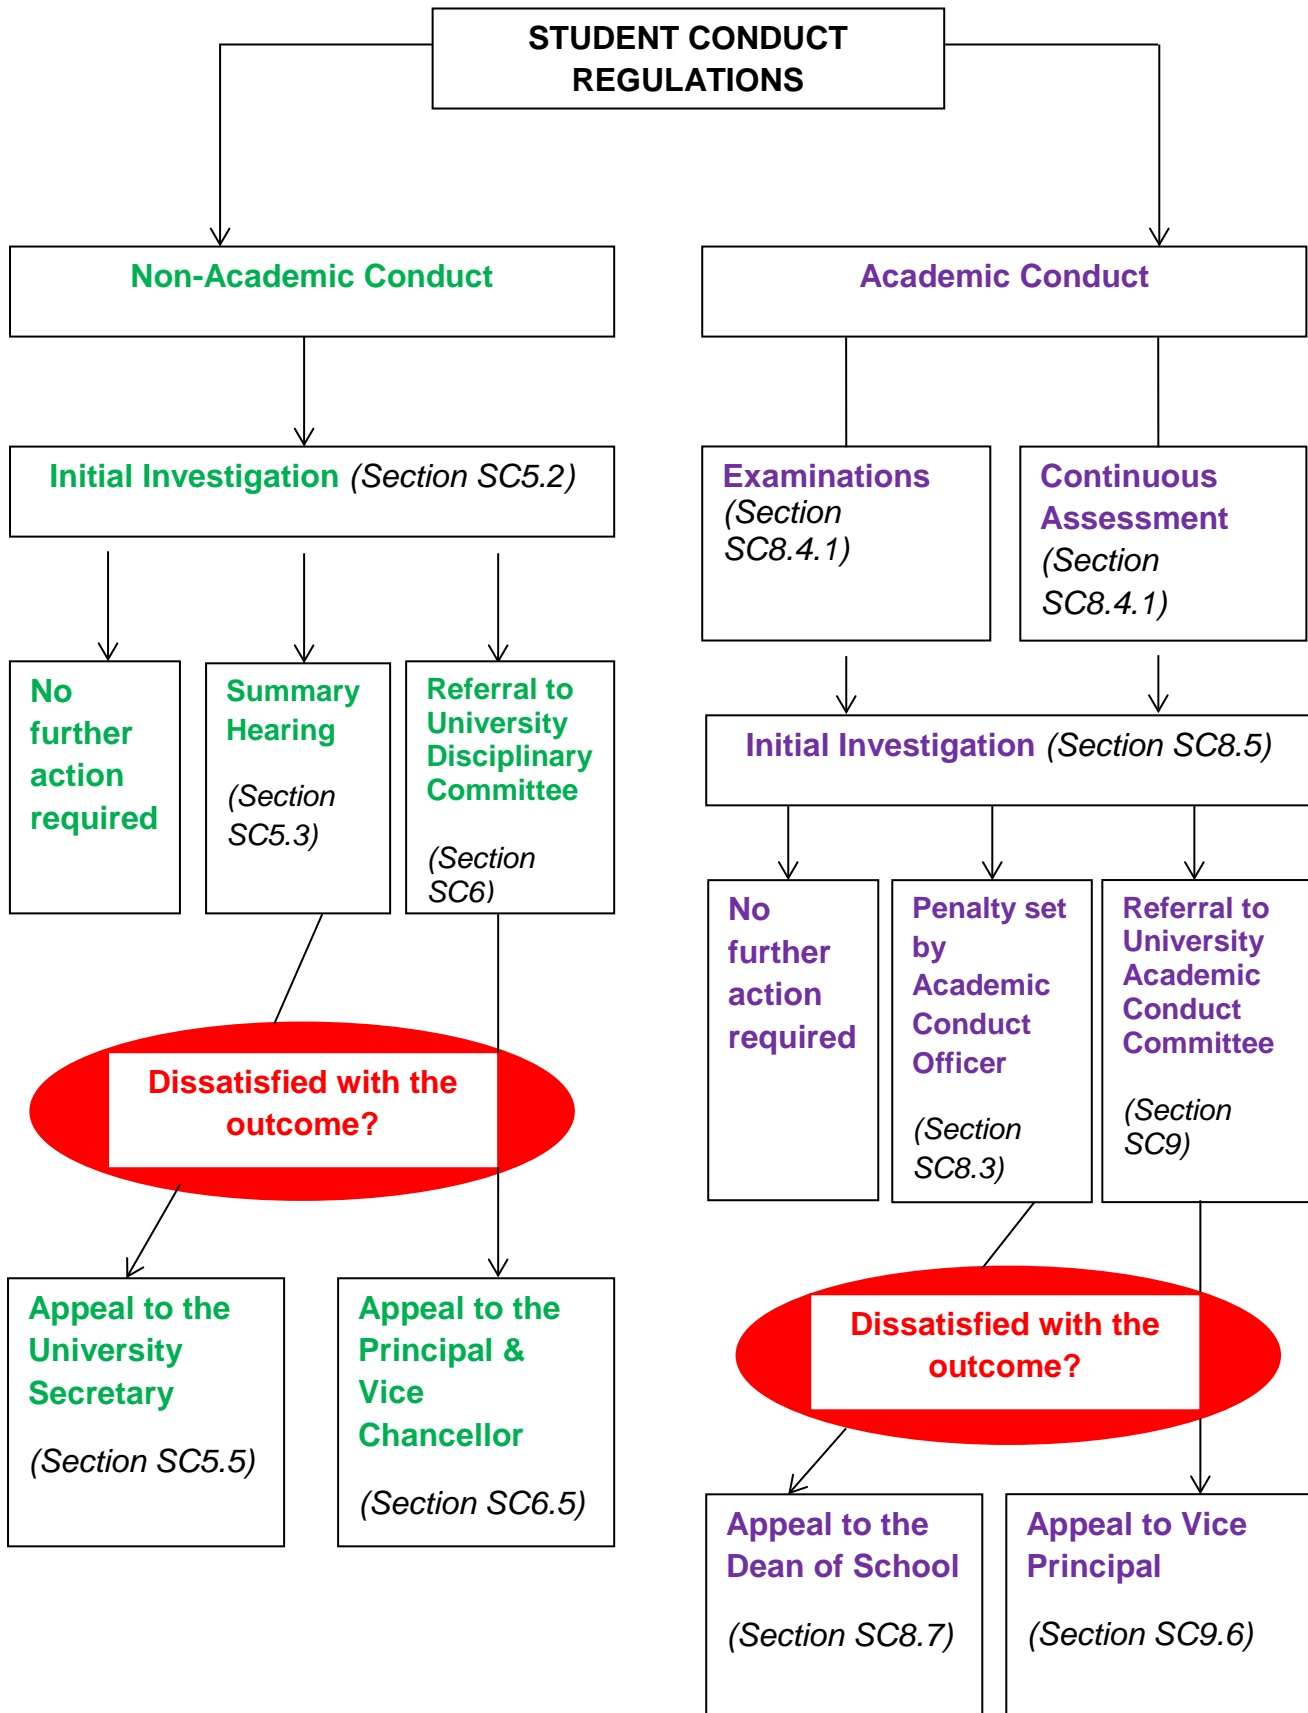 STUDENT CONDUCT
REGULATIONS
Non-Academic Conduct
Academic Conduct
Initial Investigation (Section SC5.2)
Examinations
(Section
SC8.4.1)
Continuous
Assessment
(Section
SC8.4.1)
No
further
action
required
Summary
Hearing
(Section
SC5.3)
Referral to
University
Disciplinary
Committee
(Section
SC6)
Initial Investigation (Section SC8.5)
No
further
action
required
Penalty set
by
Academic
Conduct
Officer
(Section
SC8.3)
Referral to
University
Academic
Conduct
Committee
(Section
SC9)
Dissatisfied with the
outcome?
Appeal to the
University
Secretary
(Section SC5.5)
Appeal to the
Principal &
Vice
Chancellor
(Section SC6.5)
Dissatisfied with the
outcome?
Appeal to the
Dean of School
(Section SC8.7)
Appeal to Vice
Principal
(Section SC9.6)